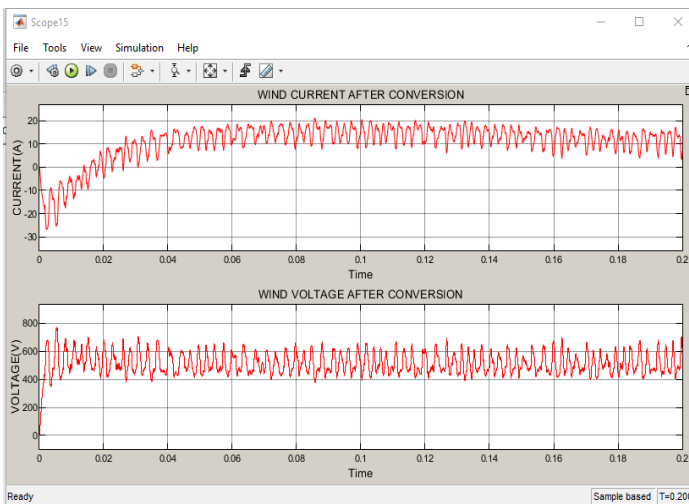 Scope15
File Tools View Simulation Help
WIND CURRENT AFTER CONVERSION
CURRENT(A)
20
10
0
-10
-20
-30
0 0.02 0.04 0.06 0.08 0.1 0.12 0.14 0.16 0.18 0.2
Time
WIND VOLTAGE AFTER CONVERSION
VOLTAGE(V)
800
600
400
200
0
0 0.02 0.04 0.06 0.08 0.1 0.12 0.14 0.16 0.18 0.2
Time
Ready Sample based T=0.200